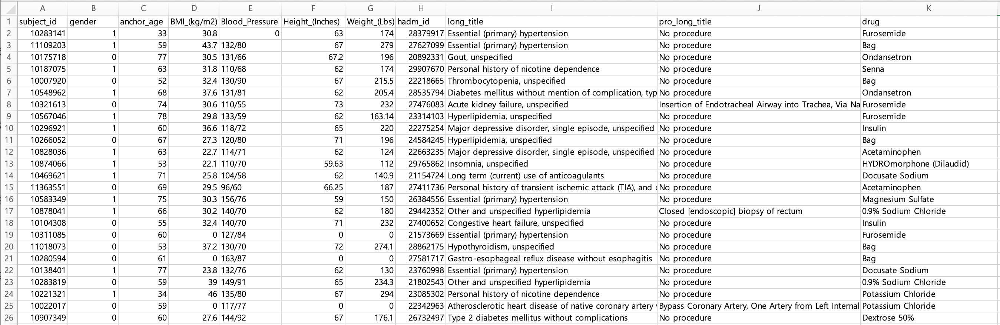 A B C D E F G H I J K
1 subject_id gender anchor_age BMI_(kg/m2) Blood_Pressure Height_(Inches) Weight_(Lbs) hadm_id long_title pro_long_title drug
2 10283141 1 33 30.8 0 63 174 28379917 Essential (primary) hypertension No procedure Furosemide
3 11109203 1 59 43.7 132/80 67 279 27627099 Essential (primary) hypertension No procedure Bag
4 10175718 0 77 30.5 131/66 67.2 196 20892331 Gout, unspecified No procedure Ondansetron
5 10187075 1 63 31.8 110/68 62 174 29907670 Personal history of nicotine dependence No procedure Senna
6 10007920 0 52 32.4 130/90 67 215.5 22218665 Thrombocytopenia, unspecified No procedure Bag
7 10548962 1 68 37.6 131/81 62 205.4 28535794 Diabetes mellitus without mention of complication, typ No procedure Ondansetron
8 10321613 0 74 30.6 110/55 73 232 27476083 Acute kidney failure, unspecified Insertion of Endotracheal Airway into Trachea, Via Na Furosemide
9 10567046 1 78 29.8 133/59 62 163.14 23314103 Hyperlipidemia, unspecified No procedure Furosemide
10 10296921 1 60 36.6 118/72 65 220 22275254 Major depressive disorder, single episode, unspecified No procedure Insulin
11 10266052 0 67 27.3 120/80 71 196 24584245 Hyperlipidemia, unspecified No procedure Bag
12 10828036 1 63 22.7 114/71 62 124 22663235 Major depressive disorder, single episode, unspecified No procedure Acetaminophen
13 10874066 1 53 22.1 110/70 59.63 112 29765862 Insomnia, unspecified No procedure HYDROmorphone (Dilaudid)
14 10469621 1 71 25.8 104/58 62 140.9 21154724 Long term (current) use of anticoagulants No procedure Docusate Sodium
15 11363551 0 69 29.5 96/60 66.25 187 27411736 Personal history of transient ischemic attack (TIA), and No procedure Acetaminophen
16 10583349 1 75 30.3 156/76 59 150 26384556 Essential (primary) hypertension No procedure Magnesium Sulfate
17 10878041 1 66 30.2 140/70 62 180 29442352 Other and unspecified hyperlipidemia Closed [endoscopic] biopsy of rectum 0.9% Sodium Chloride
18 10104308 0 55 32.4 140/70 71 232 27400652 Congestive heart failure, unspecified No procedure Insulin
19 10311085 0 60 0 127/84 0 0 21573669 Essential (primary) hypertension No procedure Furosemide
20 11018073 0 53 37.2 130/70 72 274.1 28862175 Hypothyroidism, unspecified No procedure Bag
21 10280594 0 61 0 163/87 0 0 27581717 Gastro-esophageal reflux disease without esophagitis No procedure Bag
22 10138401 1 77 23.8 132/76 62 130 23760998 Essential (primary) hypertension No procedure Docusate Sodium
23 10283819 0 59 39 149/91 65 234.3 21802543 Other and unspecified hyperlipidemia No procedure 0.9% Sodium Chloride
24 10221321 1 34 46 135/80 67 294 23085302 Personal history of nicotine dependence No procedure Potassium Chloride
25 10022017 0 59 0 117/77 0 0 22342963 Atherosclerotic heart disease of native coronary artery Bypass Coronary Artery, One Artery from Left Internal Potassium Chloride
26 10907349 0 60 27.6 144/92 67 176.1 26732497 Type 2 diabetes mellitus without complications No procedure Dextrose 50%